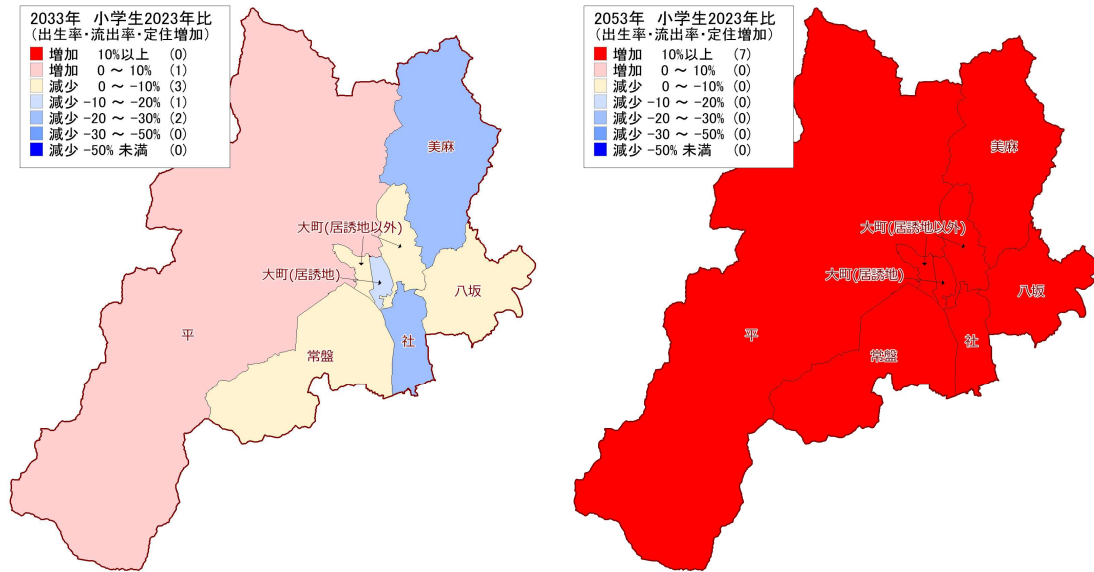 2033年 小学生2023年比
(出生率・流出率・定住増加)
増加 10%以上 (0)
増加 0 ～ 10% (1)
減少 0 ～ -10% (3)
減少 -10 ～ -20% (1)
減少 -20 ～ -30% (2)
減少 -30 ～ -50% (0)
減少 -50% 未満 (0)
美麻
大町(居誘地以外)
大町(居誘地)
八坂
平
社
常盤
2053年 小学生2023年比
(出生率・流出率・定住増加)
増加 10%以上 (7)
増加 0 ～ 10% (0)
減少 0 ～ -10% (0)
減少 -10 ～ -20% (0)
減少 -20 ～ -30% (0)
減少 -30 ～ -50% (0)
減少 -50% 未満 (0)
美麻
大町(居誘地以外)
大町(居誘地)
八坂
平
社
常盤